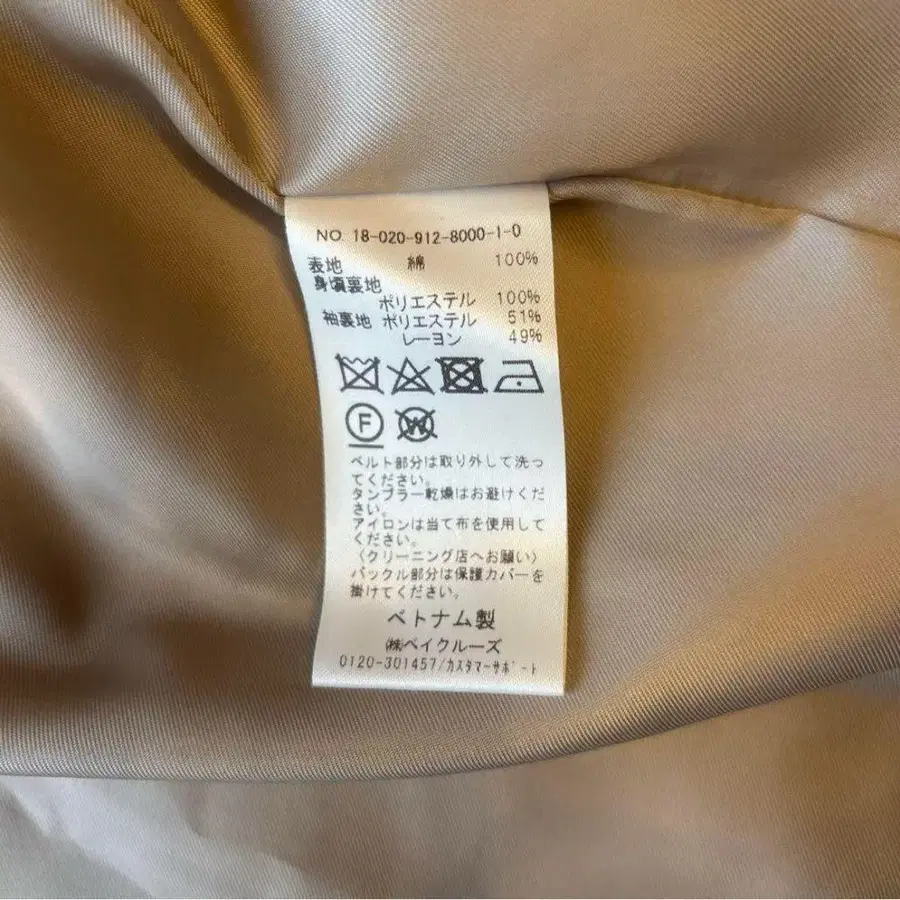 NO. 18-020-912-8000-1-0
表地 綿 100%
身頃裏地
ポリエステル 100%
袖裏地 ポリエステル 51%
レーヨン 49%
F W
ベルト部分は取り外して洗っ
てください。
タンブラー乾燥はお避けくだ
さい。
アイロンは当て布を使用して
ください。
〈クリーニング店へお願い〉
バックル部分は保護カバーを
掛けてください。
ベトナム製
㈱ベイクルーズ
0120-301457/カスタマーサポート